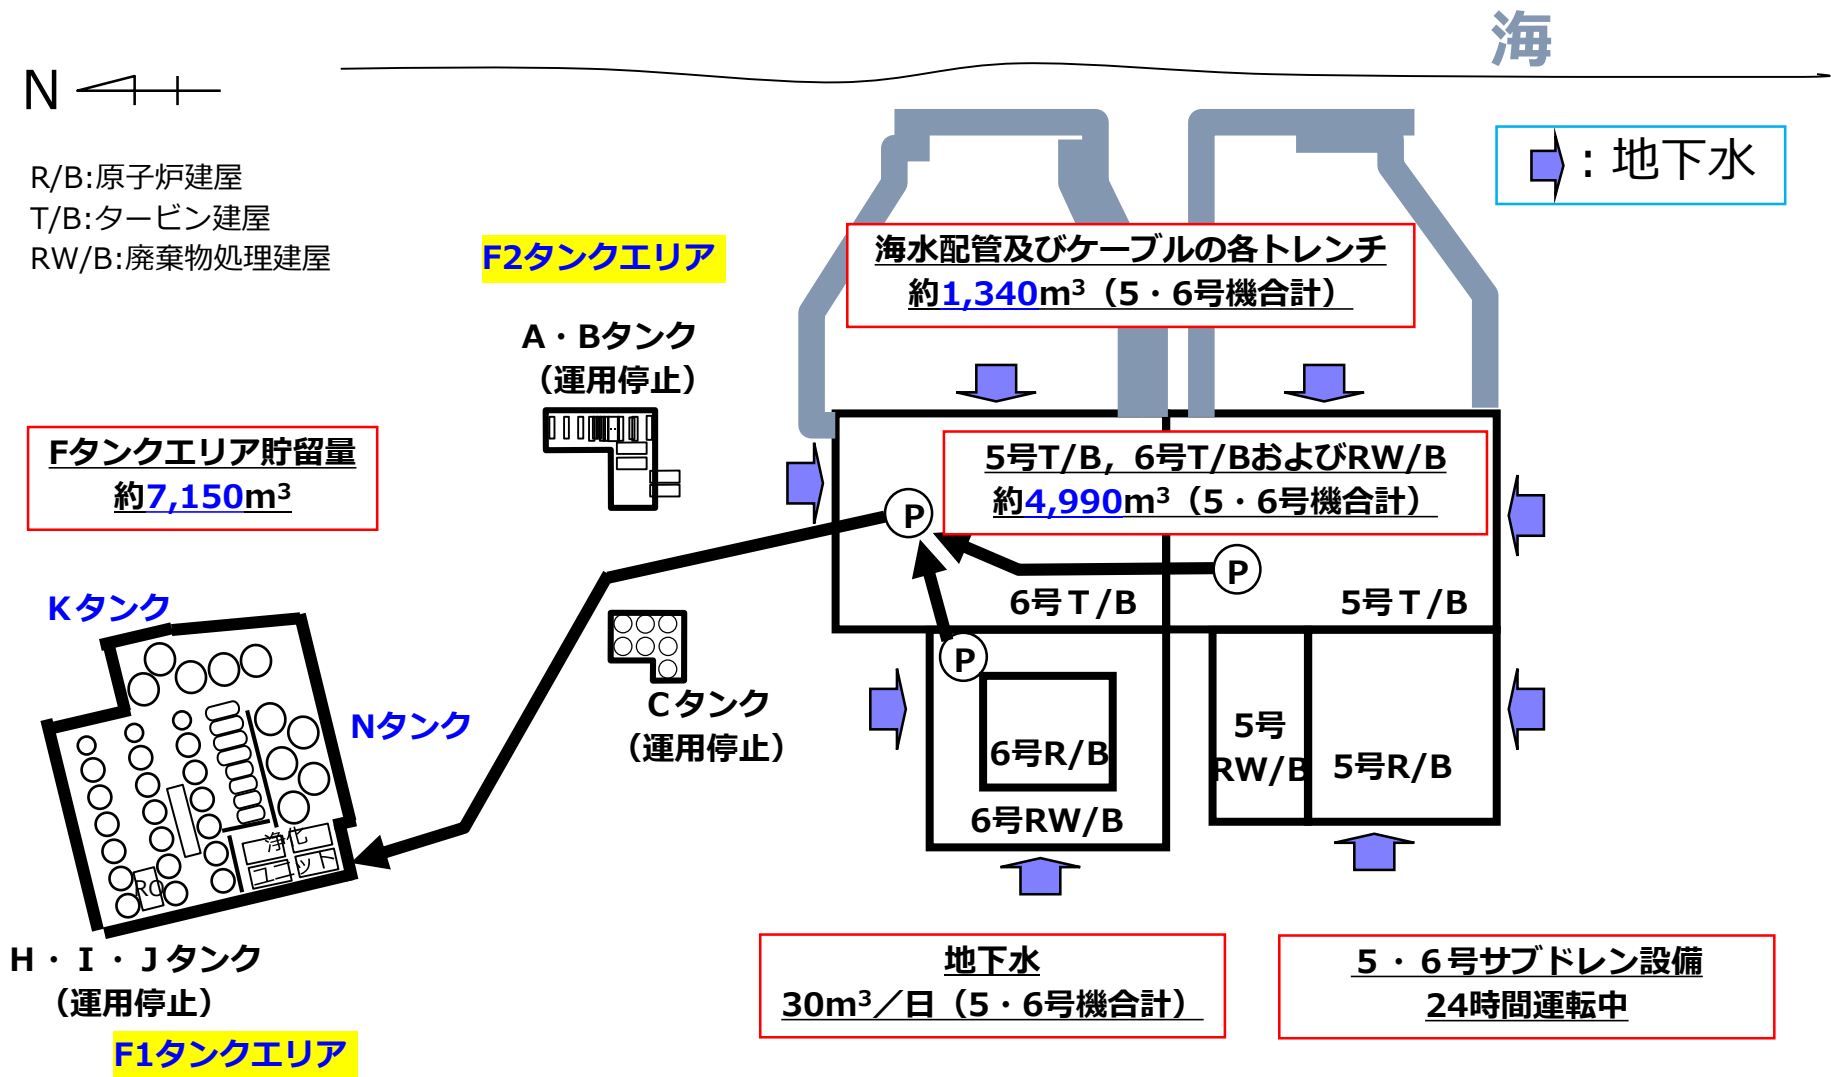 海
N
R/B:原子炉建屋
T/B:タービン建屋
RW/B:廃棄物処理建屋
：地下水
F2タンクエリア
海水配管及びケーブルの各トレンチ
約1,340m³（5・6号機合計）
A・Bタンク
（運用停止）
Fタンクエリア貯留量
約7,150m³
5号T/B，6号T/BおよびRW/B
約4,990m³（5・6号機合計）
P
P
6号Ｔ/B
5号Ｔ/B
P
Ｋタンク
Nタンク
Ｃタンク
（運用停止）
6号R/B
6号RW/B
5号
RW/B
5号R/B
浄化
ユニット
RO
H・Ｉ・Ｊタンク
（運用停止）
F1タンクエリア
地下水
30m³／日（5・6号機合計）
５・６号サブドレン設備
24時間運転中